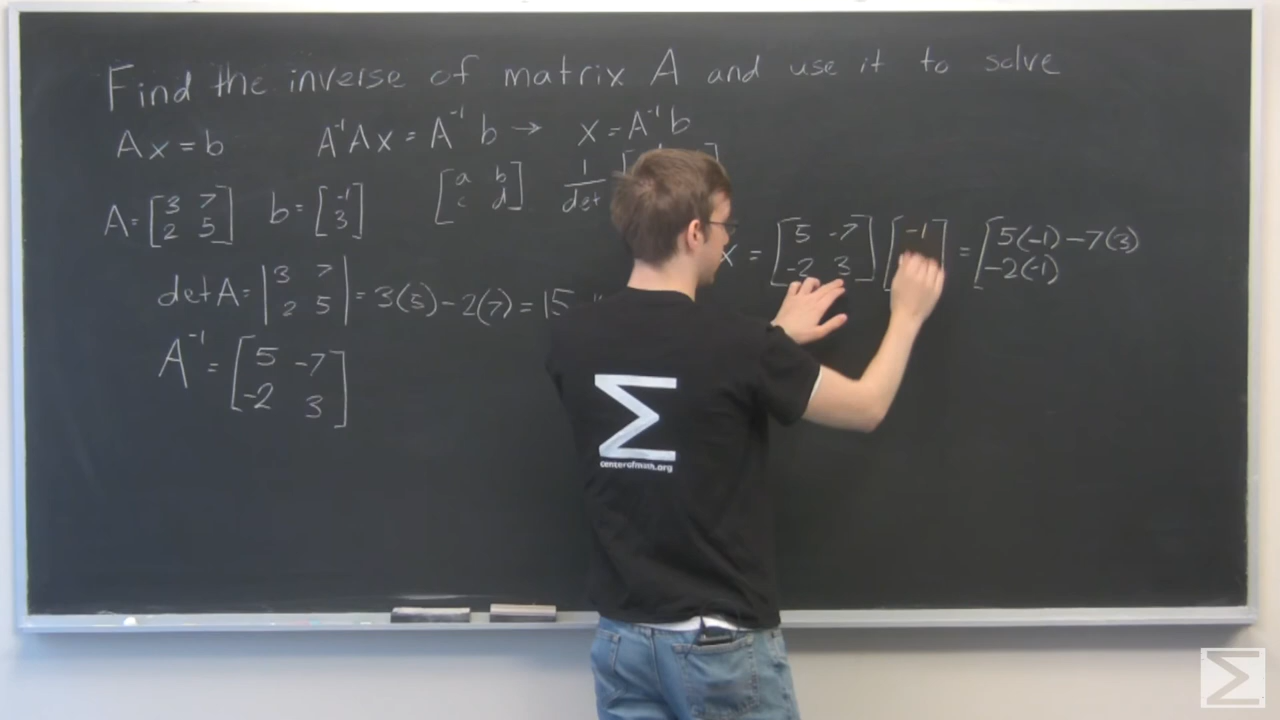 Find the inverse of matrix A and use it to solve
Ax = b A⁻¹Ax = A⁻¹b → x = A⁻¹b
A = [3 7; 2 5] b = [-1; 3] [a b; c d] 1/det
detA = |3 7; 2 5| = 3(5) - 2(7) = 15
A⁻¹ = [5 -7; -2 3]
x = [5 -7; -2 3] [-1 = [5(-1) - 7(3)
-2(-1)
Σ
centerofmath.org
Σ